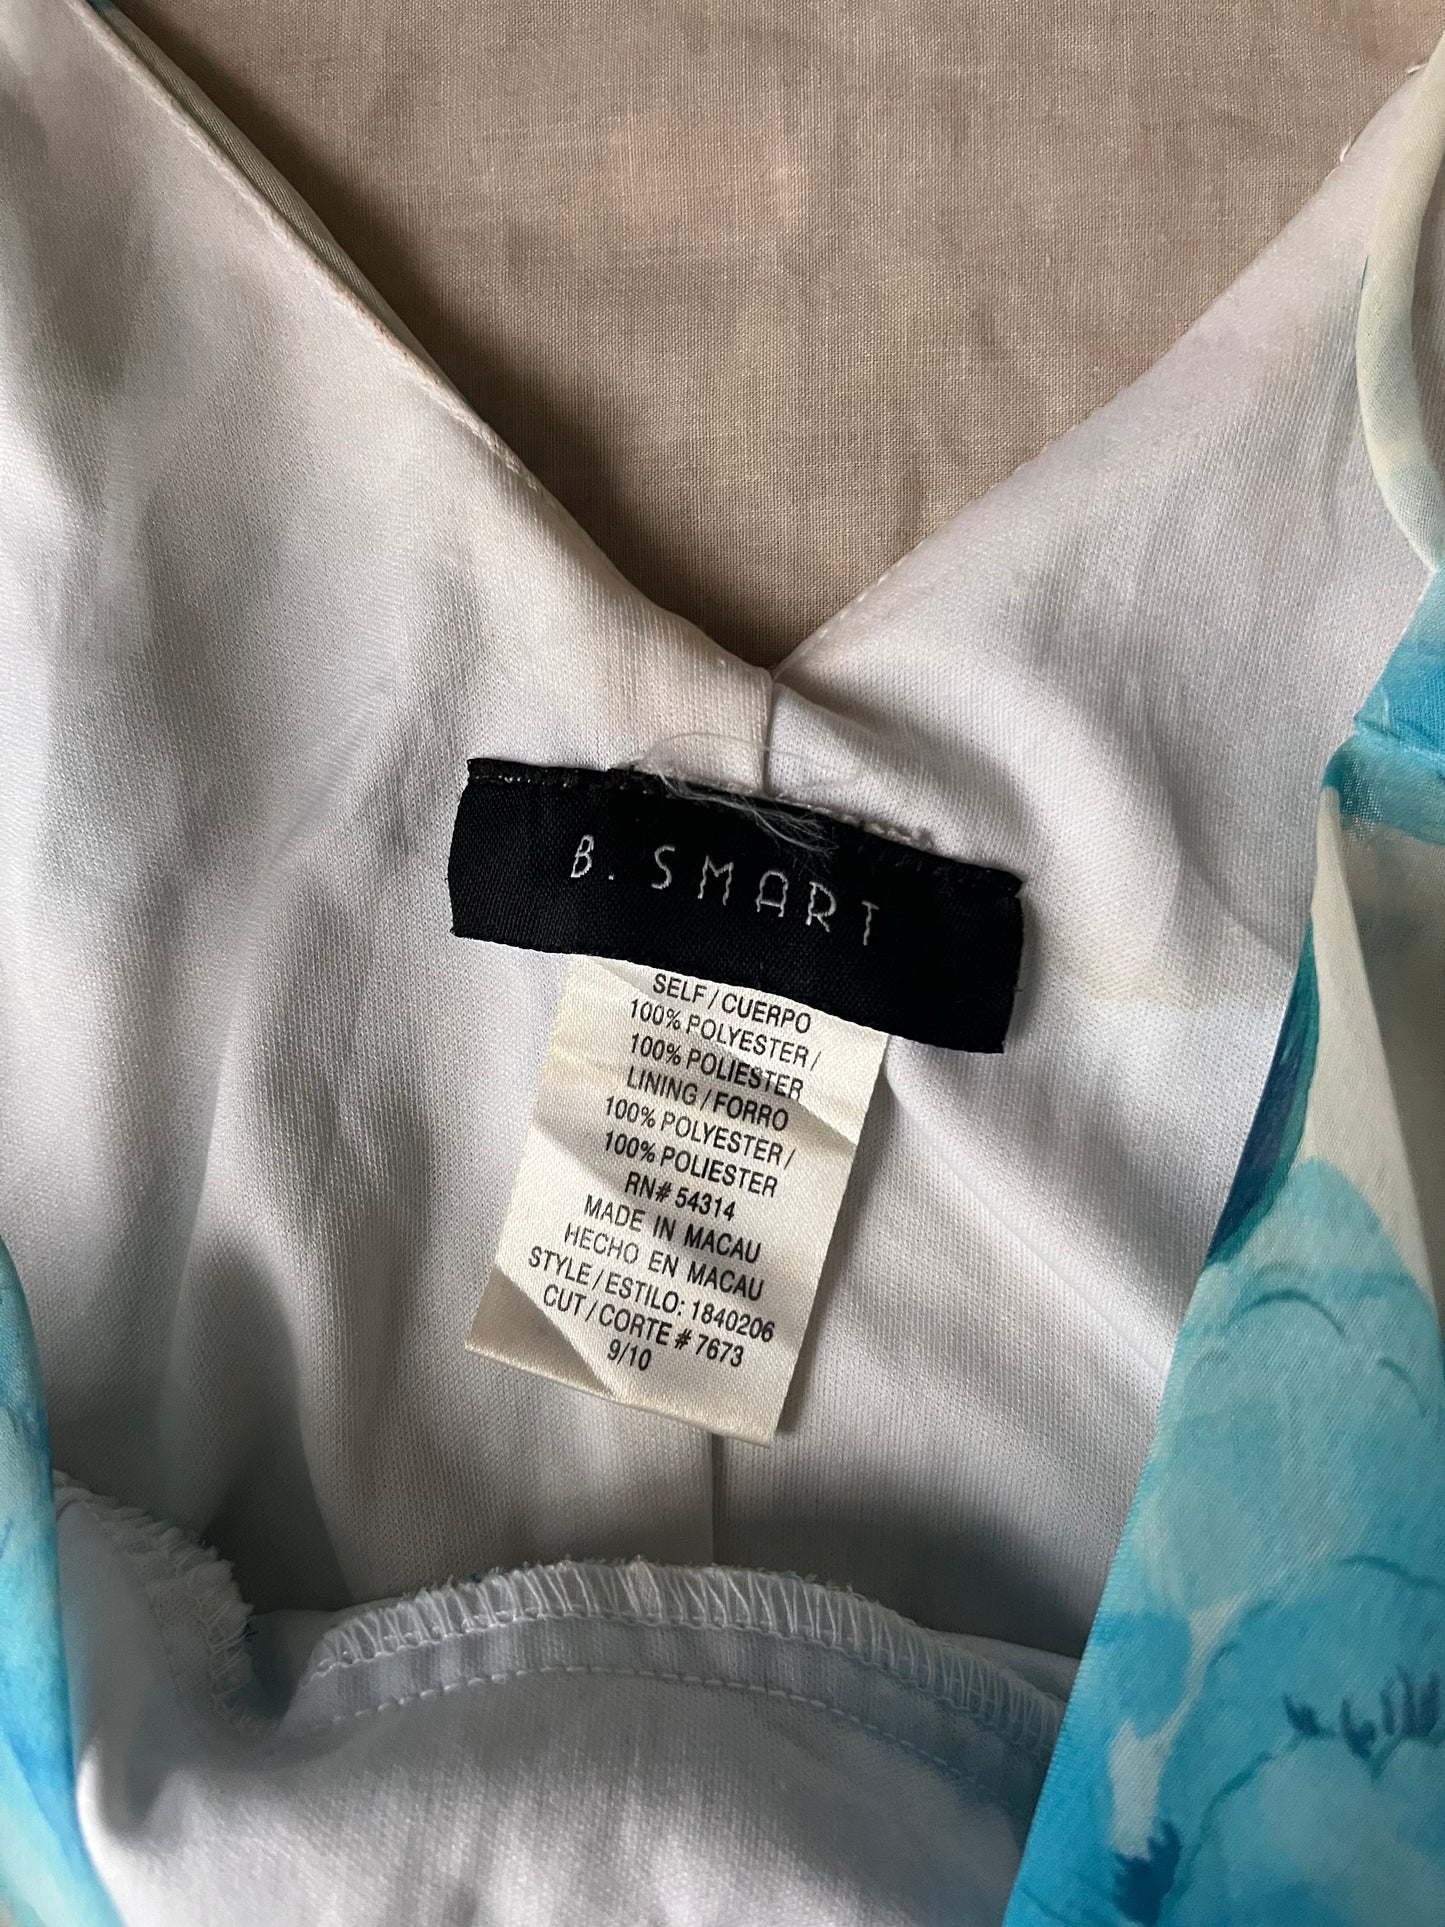 B. SMART
SELF / CUERPO
100% POLYESTER /
100% POLIESTER
LINING / FORRO
100% POLYESTER /
100% POLIESTER
RN# 54314
MADE IN MACAU
HECHO EN MACAU
STYLE / ESTILO: 1840206
CUT / CORTE # 7673
9/10